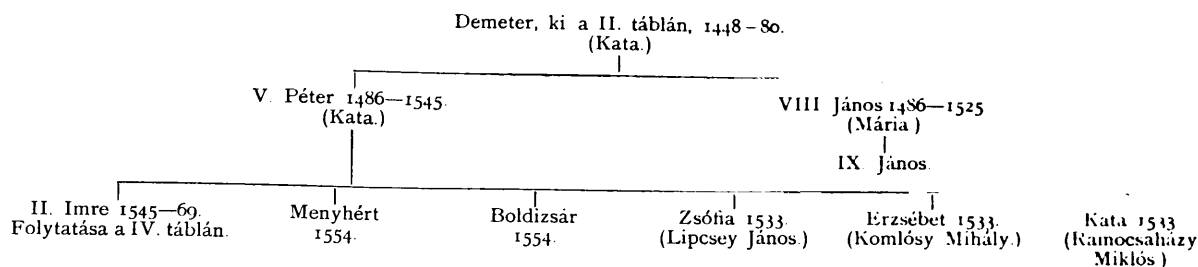 Demeter, ki a II. táblán, 1448–80.
(Kata.)
V. Péter 1486—1545.
(Kata.)
VIII János 1486—1525
(Mária)
IX János.
II. Imre 1545—69.
Folytatása a IV. táblán.
Menyhért
1554.
Boldizsár
1554.
Zsófia 1533.
(Lipcsey János.)
Erzsébet 1533.
(Komlósy Mihály.)
Kata 1533
(Ramocsaházy
Miklós)